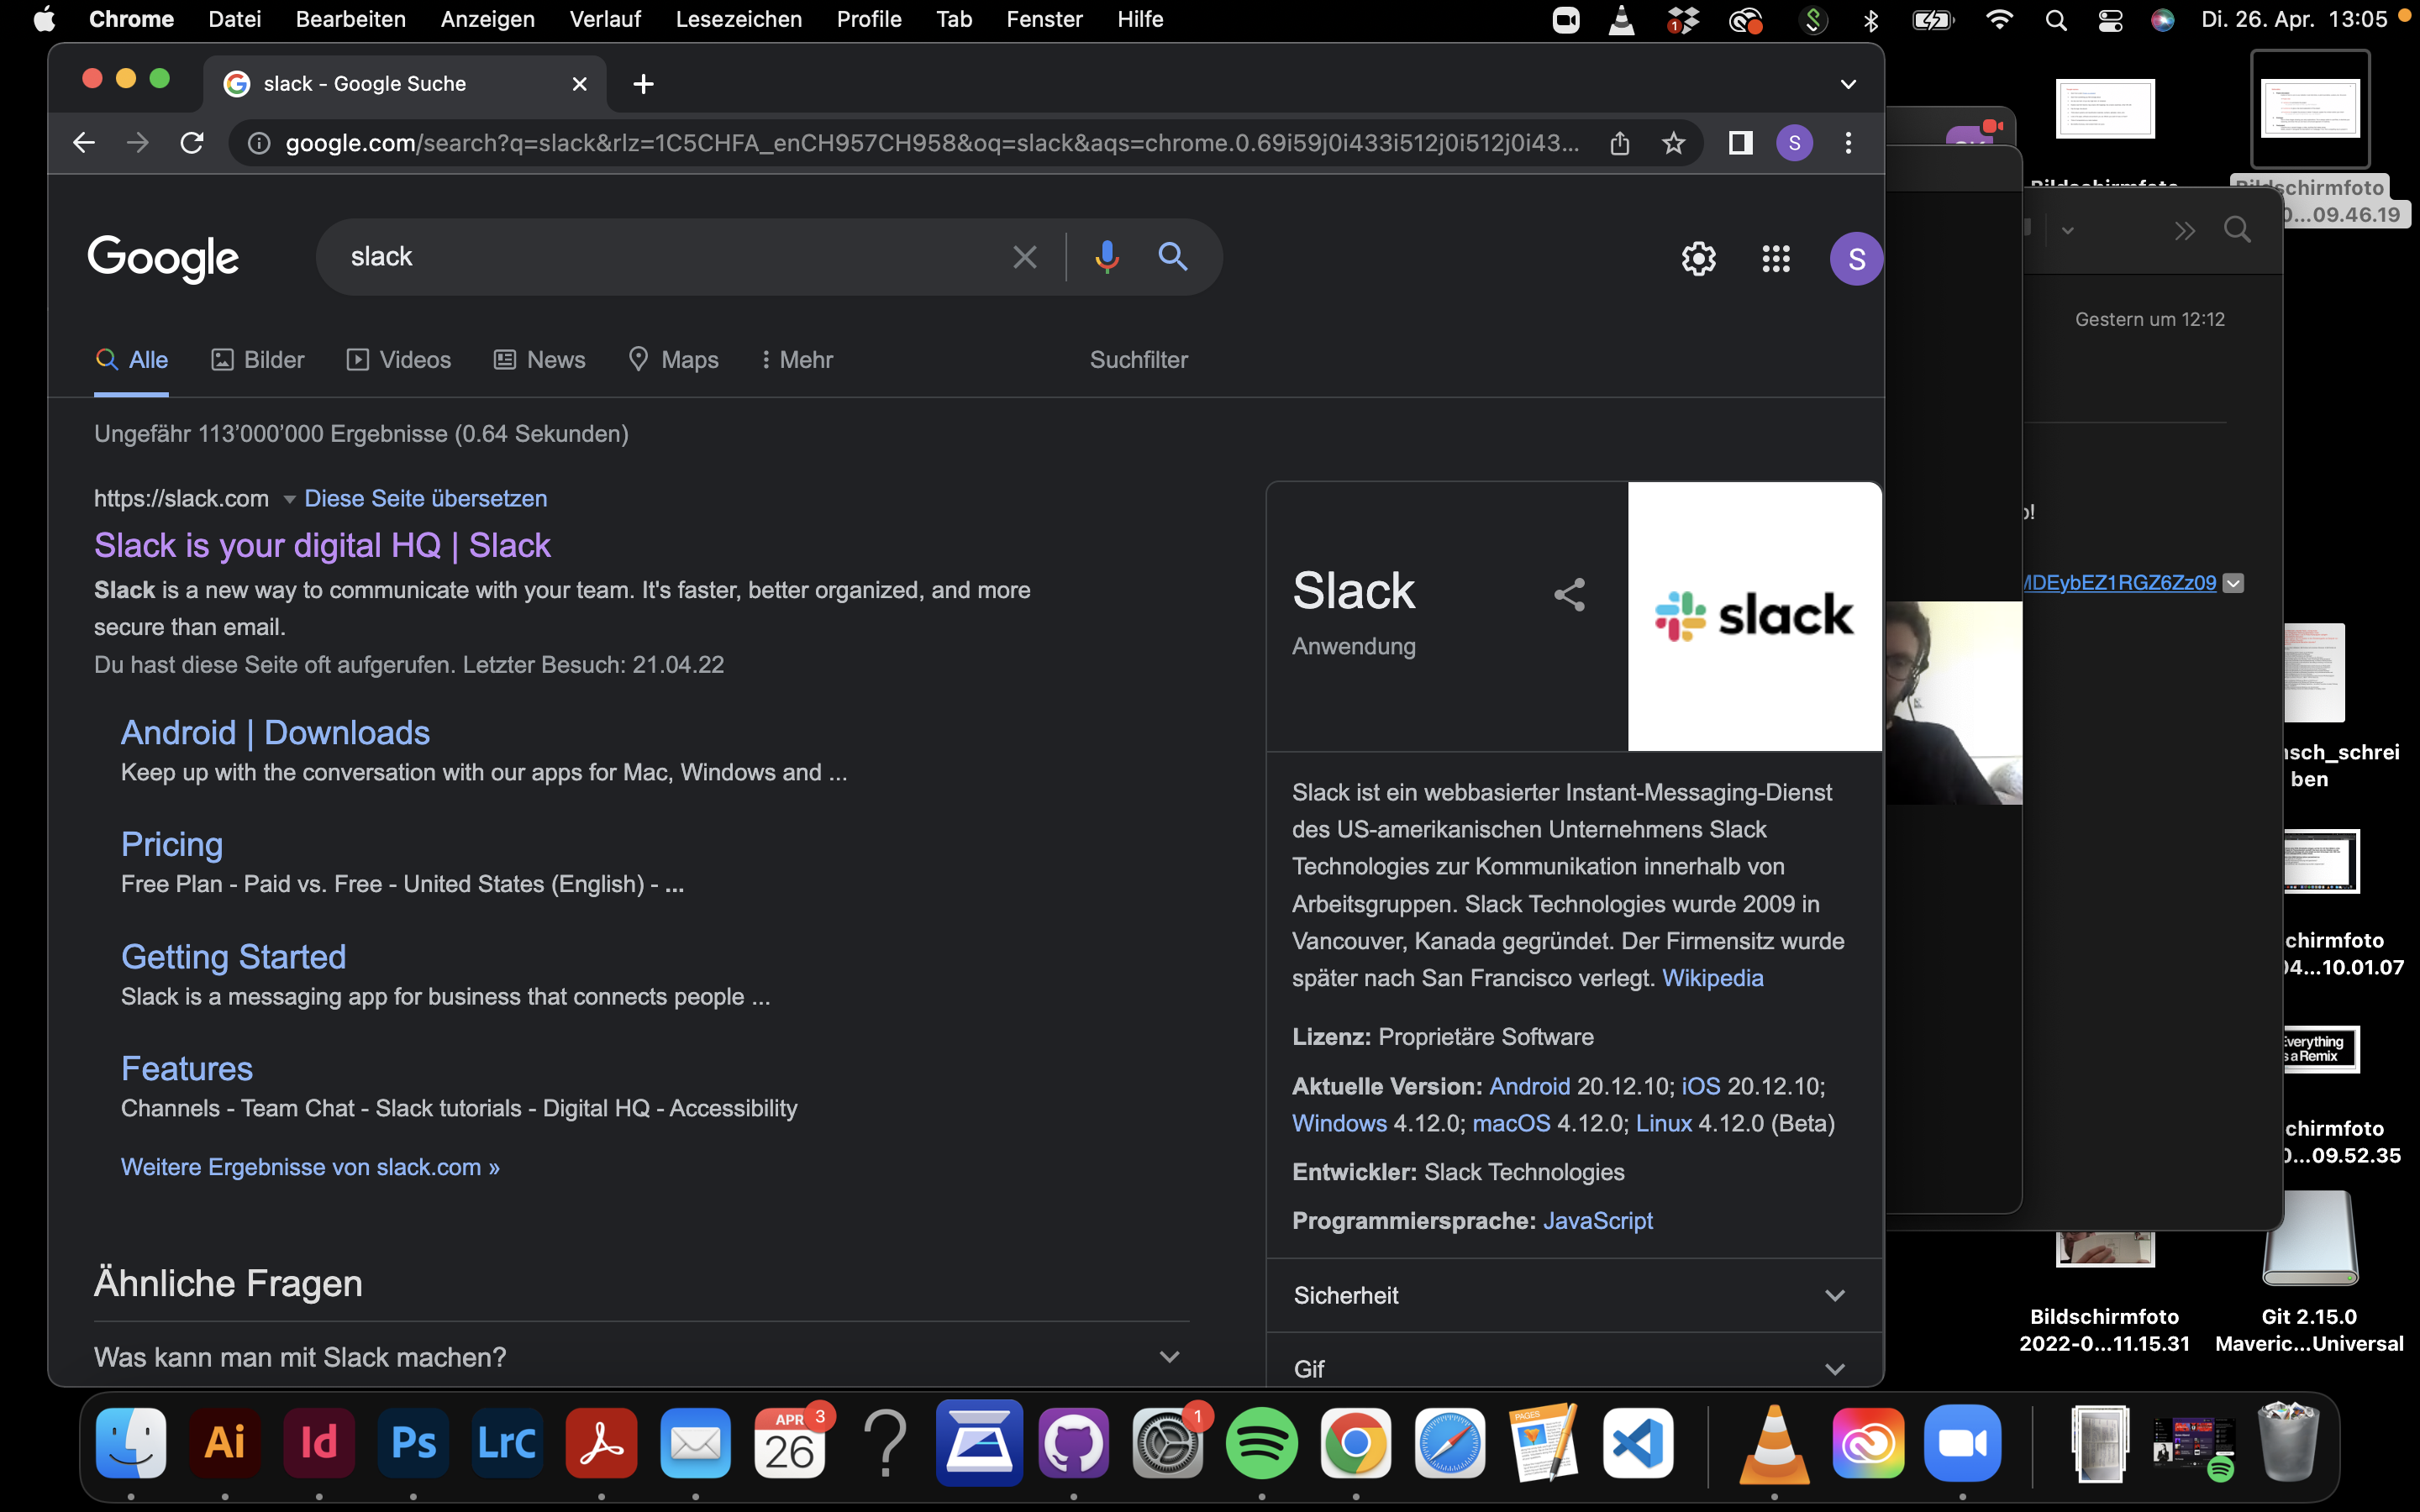 Chrome Datei Bearbeiten Anzeigen Verlauf Lesezeichen Profile Tab Fenster Hilfe
1
Di. 26. Apr. 13:05
slack - Google Suche
google.com/search?q=slack&rlz=1C5CHFA_enCH957CH958&oq=slack&aqs=chrome.0.69i59j0i433i512j0i512j0i43...
S
Google
slack
S
Alle Bilder Videos News Maps Mehr Suchfilter
Ungefähr 113’000’000 Ergebnisse (0.64 Sekunden)
https://slack.com Diese Seite übersetzen
Slack is your digital HQ | Slack
Slack is a new way to communicate with your team. It's faster, better organized, and more
secure than email.
Du hast diese Seite oft aufgerufen. Letzter Besuch: 21.04.22
Android | Downloads
Keep up with the conversation with our apps for Mac, Windows and ...
Pricing
Free Plan - Paid vs. Free - United States (English) - ...
Getting Started
Slack is a messaging app for business that connects people ...
Features
Channels - Team Chat - Slack tutorials - Digital HQ - Accessibility
Weitere Ergebnisse von slack.com »
Ähnliche Fragen
Was kann man mit Slack machen?
Slack
Anwendung
slack
Slack ist ein webbasierter Instant-Messaging-Dienst
des US-amerikanischen Unternehmens Slack
Technologies zur Kommunikation innerhalb von
Arbeitsgruppen. Slack Technologies wurde 2009 in
Vancouver, Kanada gegründet. Der Firmensitz wurde
später nach San Francisco verlegt. Wikipedia
Lizenz: Proprietäre Software
Aktuelle Version: Android 20.12.10; iOS 20.12.10;
Windows 4.12.0; macOS 4.12.0; Linux 4.12.0 (Beta)
Entwickler: Slack Technologies
Programmiersprache: JavaScript
Sicherheit
Gif
Bildschirmfoto
...09.46.19
Gestern um 12:12
MDEybEZ1RGZ6Zz09
nsch_schrei
ben
chirmfoto
04...10.01.07
Everything
is a Remix
chirmfoto
0...09.52.35
Bildschirmfoto
2022-0...11.15.31
Git 2.15.0
Maveric...Universal
Ai Id Ps LrC
APR 3
26
1
PAGES